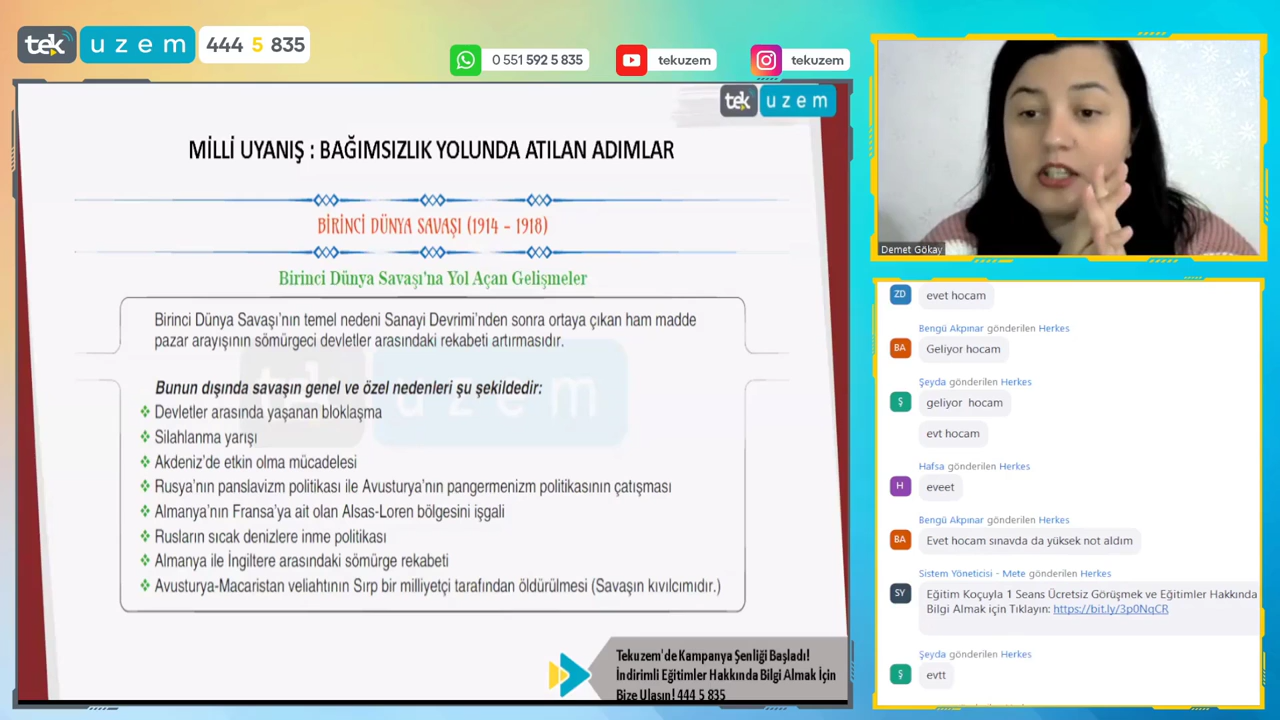 tek uzem 444 5 835
0 551 592 5 835
tekuzem
tekuzem
tek uzem
MİLLİ UYANIŞ : BAĞIMSIZLIK YOLUNDA ATILAN ADIMLAR
BİRİNCİ DÜNYA SAVAŞI (1914 - 1918)
Birinci Dünya Savaşı'na Yol Açan Gelişmeler
Birinci Dünya Savaşı'nın temel nedeni Sanayi Devrimi'nden sonra ortaya çıkan ham madde
pazar arayışının sömürgeci devletler arasındaki rekabeti artırmasıdır.
Bunun dışında savaşın genel ve özel nedenleri şu şekildedir:
Devletler arasında yaşanan bloklaşma
Silahlanma yarışı
Akdeniz'de etkin olma mücadelesi
Rusya'nın panslavizm politikası ile Avusturya'nın pangermenizm politikasının çatışması
Almanya'nın Fransa'ya ait olan Alsas-Loren bölgesini işgali
Rusların sıcak denizlere inme politikası
Almanya ile İngiltere arasındaki sömürge rekabeti
Avusturya-Macaristan veliahtının Sırp bir milliyetçi tarafından öldürülmesi (Savaşın kıvılcımıdır.)
tek uzem
Tekuzem'de Kampanya Şenliği Başladı!
İndirimli Eğitimler Hakkında Bilgi Almak İçin
Bize Ulaşın! 444 5 835
Demet Gökay
ZD
evet hocam
Bengü Akpınar gönderilen Herkes
BA
Geliyor hocam
Şeyda gönderilen Herkes
Ş
geliyor hocam
evt hocam
Hafsa gönderilen Herkes
H
eveet
Bengü Akpınar gönderilen Herkes
BA
Evet hocam sınavda da yüksek not aldım
Sistem Yöneticisi - Mete gönderilen Herkes
SY
Eğitim Koçuyla 1 Seans Ücretsiz Görüşmek ve Eğitimler Hakkında
Bilgi Almak için Tıklayın: https://bit.ly/3p0NqCR
Şeyda gönderilen Herkes
Ş
evtt